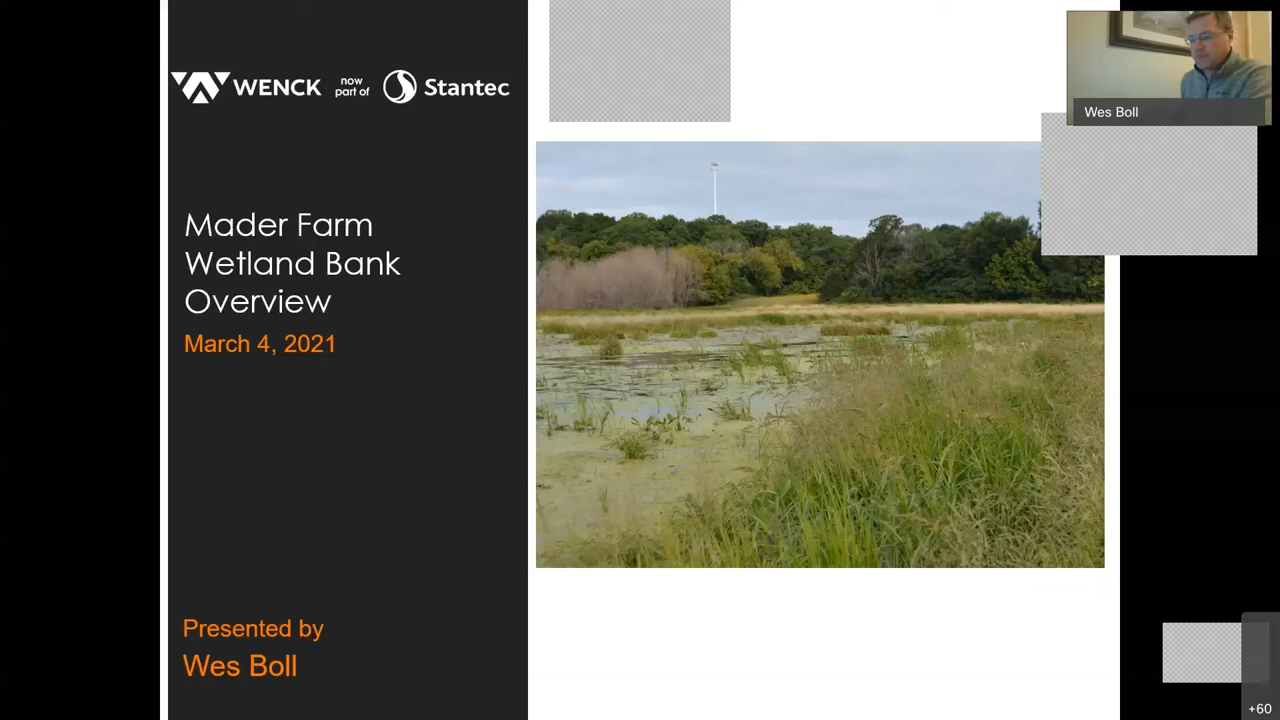 WENCK now part of Stantec
Mader Farm
Wetland Bank
Overview
March 4, 2021
Presented by
Wes Boll
Wes Boll
+60